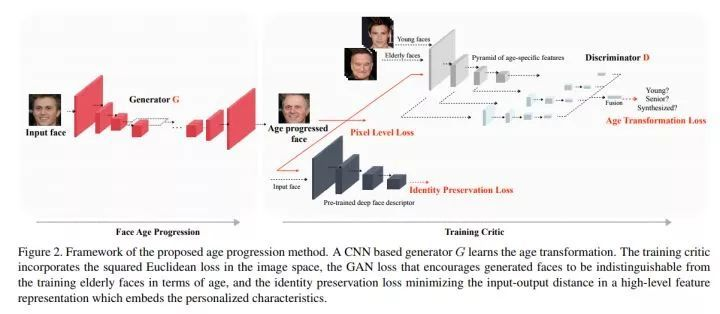 Young faces
Elderly faces
Pyramid of age-specific features
Discriminator D
Generator G
Young?
Senior?
Synthesized?
Fusion
Input face
Age progressed
face
Pixel Level Loss
Age Transformation Loss
Input face
Identity Preservation Loss
Pre-trained deep face descriptor
Face Age Progression
Training Critic
Figure 2. Framework of the proposed age progression method. A CNN based generator G learns the age transformation. The training critic
incorporates the squared Euclidean loss in the image space, the GAN loss that encourages generated faces to be indistinguishable from
the training elderly faces in terms of age, and the identity preservation loss minimizing the input-output distance in a high-level feature
representation which embeds the personalized characteristics.